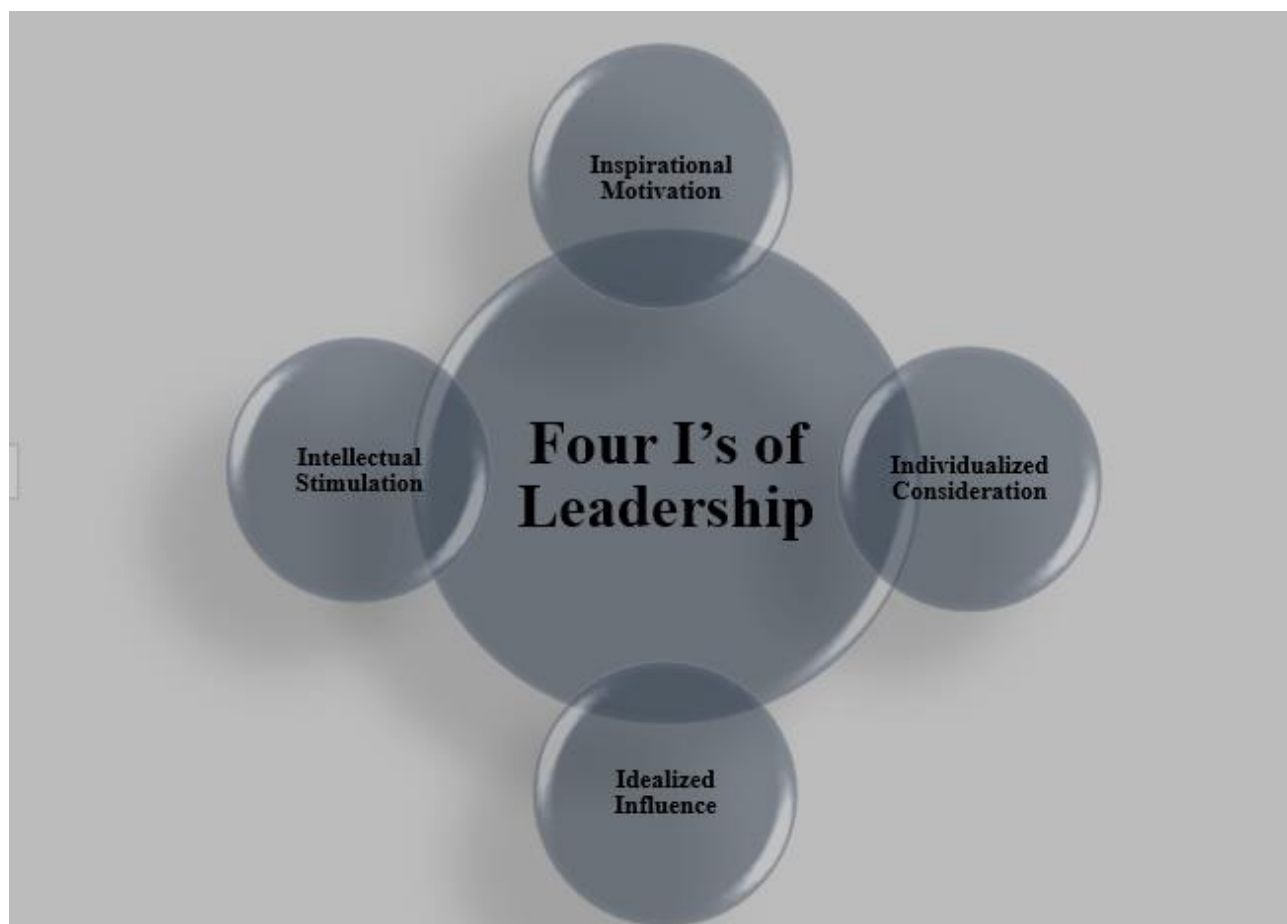 Inspirational
Motivation
Intellectual
Stimulation
Four I’s of
Leadership
Individualized
Consideration
Idealized
Influence